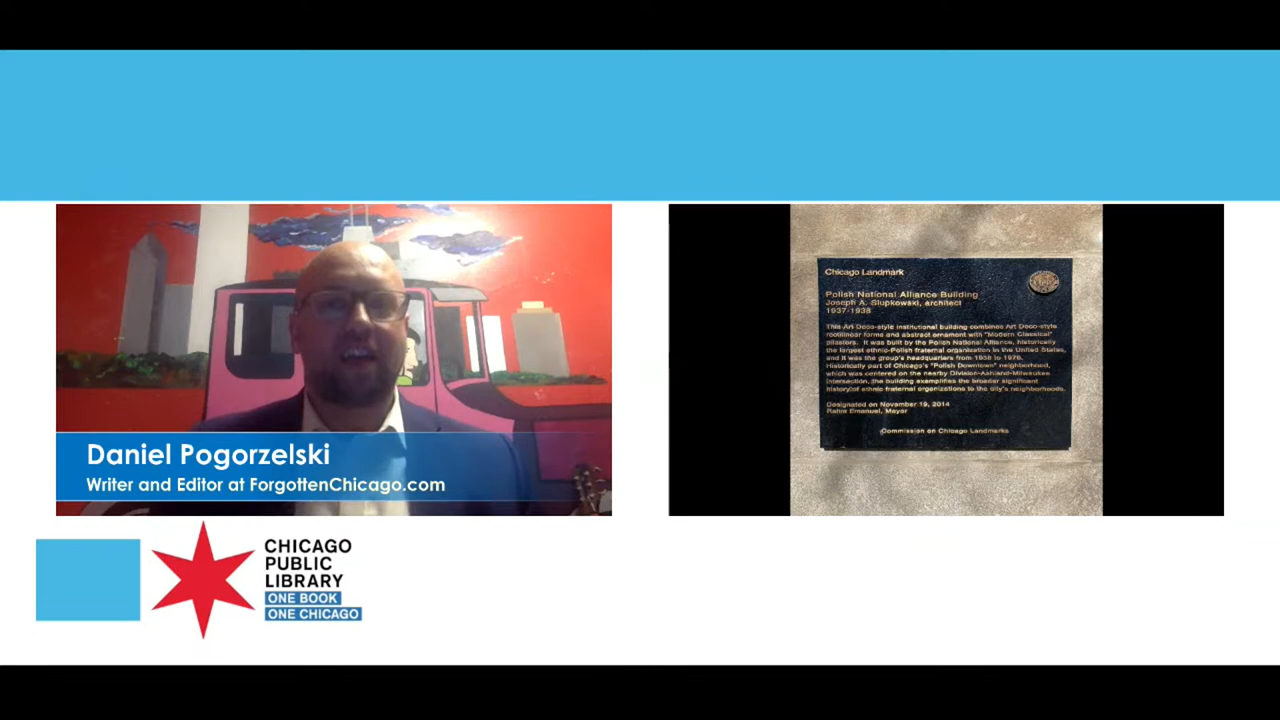 Daniel Pogorzelski
Writer and Editor at ForgottenChicago.com
CHICAGO
PUBLIC
LIBRARY
ONE BOOK
ONE CHICAGO
Chicago Landmark
Polish National Alliance Building
Joseph A. Slupkowski, architect
1937-1938
This Art Deco-style institutional building combines Art Deco-style
rectilinear forms and abstract ornament with "Modern Classical"
pilasters. It was built by the Polish National Alliance, historically
the largest ethnic-Polish fraternal organization in the United States,
and it was the group's headquarters from 1938 to 1976.
Historically part of Chicago's "Polish Downtown" neighborhood,
which was centered on the nearby Division-Ashland-Milwaukee
intersection, the building exemplifies the broader significant
history of ethnic fraternal organizations to the city's neighborhoods.
Designated on November 19, 2014
Rahm Emanuel, Mayor
Commission on Chicago Landmarks